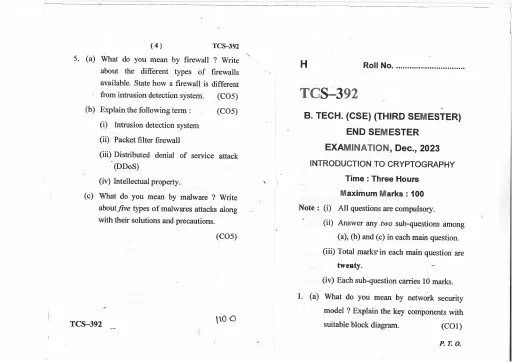 ( 4 ) TCS–392
5. (a) What do you mean by firewall ? Write
about the different types of firewalls
available. State how a firewall is different
from intrusion detection system. (CO5)
(b) Explain the following term : (CO5)
(i) Intrusion detection system
(ii) Packet filter firewall
(iii) Distributed denial of service attack
(DDoS)
(iv) Intellectual property.
(c) What do you mean by malware ? Write
about five types of malwares attacks along
with their solutions and precautions.
(CO5)
TCS–392
H Roll No. ..............................
TCS–392
B. TECH. (CSE) (THIRD SEMESTER)
END SEMESTER
EXAMINATION, Dec., 2023
INTRODUCTION TO CRYPTOGRAPHY
Time : Three Hours
Maximum Marks : 100
Note : (i) All questions are compulsory.
(ii) Answer any two sub-questions among
(a), (b) and (c) in each main question.
(iii) Total marks in each main question are
twenty.
(iv) Each sub-question carries 10 marks.
1. (a) What do you mean by network security
model ? Explain the key components with
suitable block diagram. (CO1)
P. T. O.